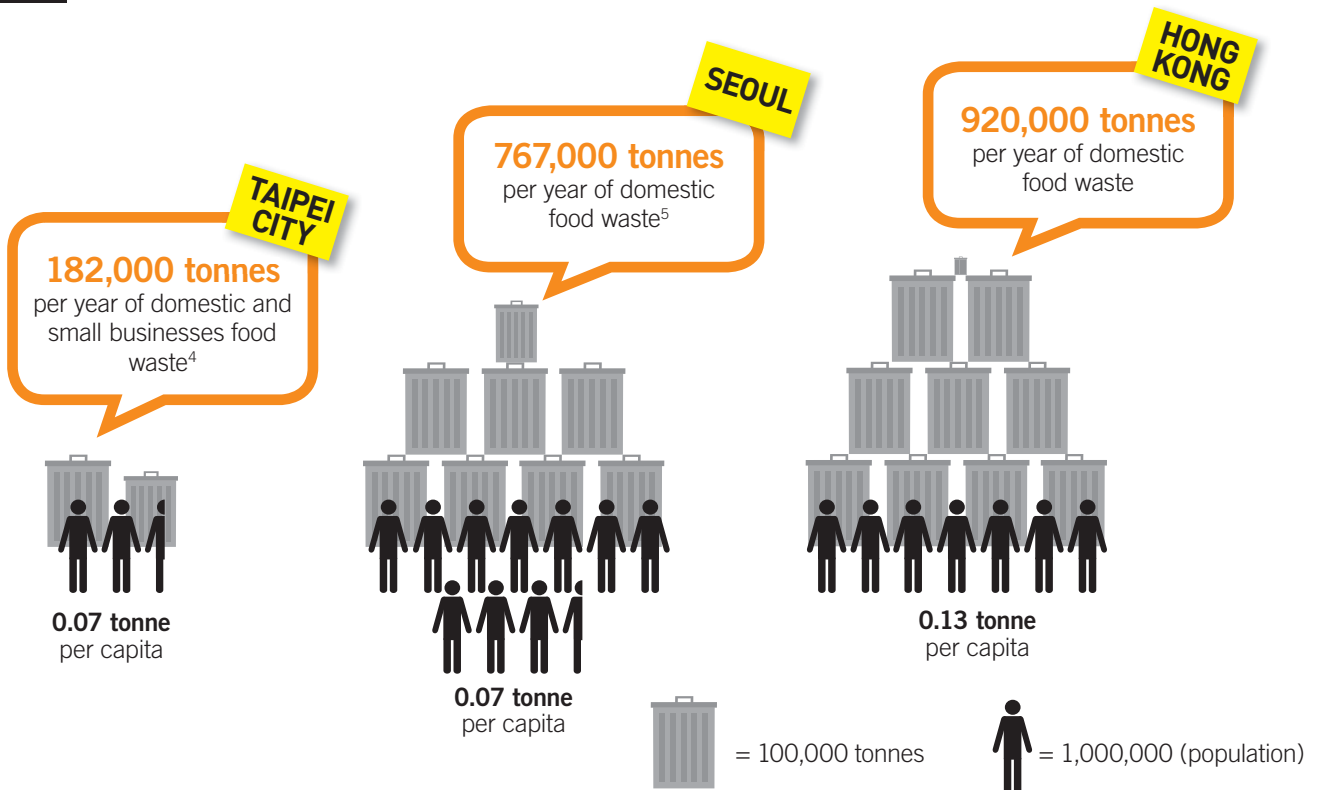 TAIPEI
CITY
182,000 tonnes
per year of domestic and
small businesses food
waste⁴
0.07 tonne
per capita
SEOUL
767,000 tonnes
per year of domestic
food waste⁵
0.07 tonne
per capita
HONG
KONG
920,000 tonnes
per year of domestic
food waste
0.13 tonne
per capita
= 100,000 tonnes
= 1,000,000 (population)